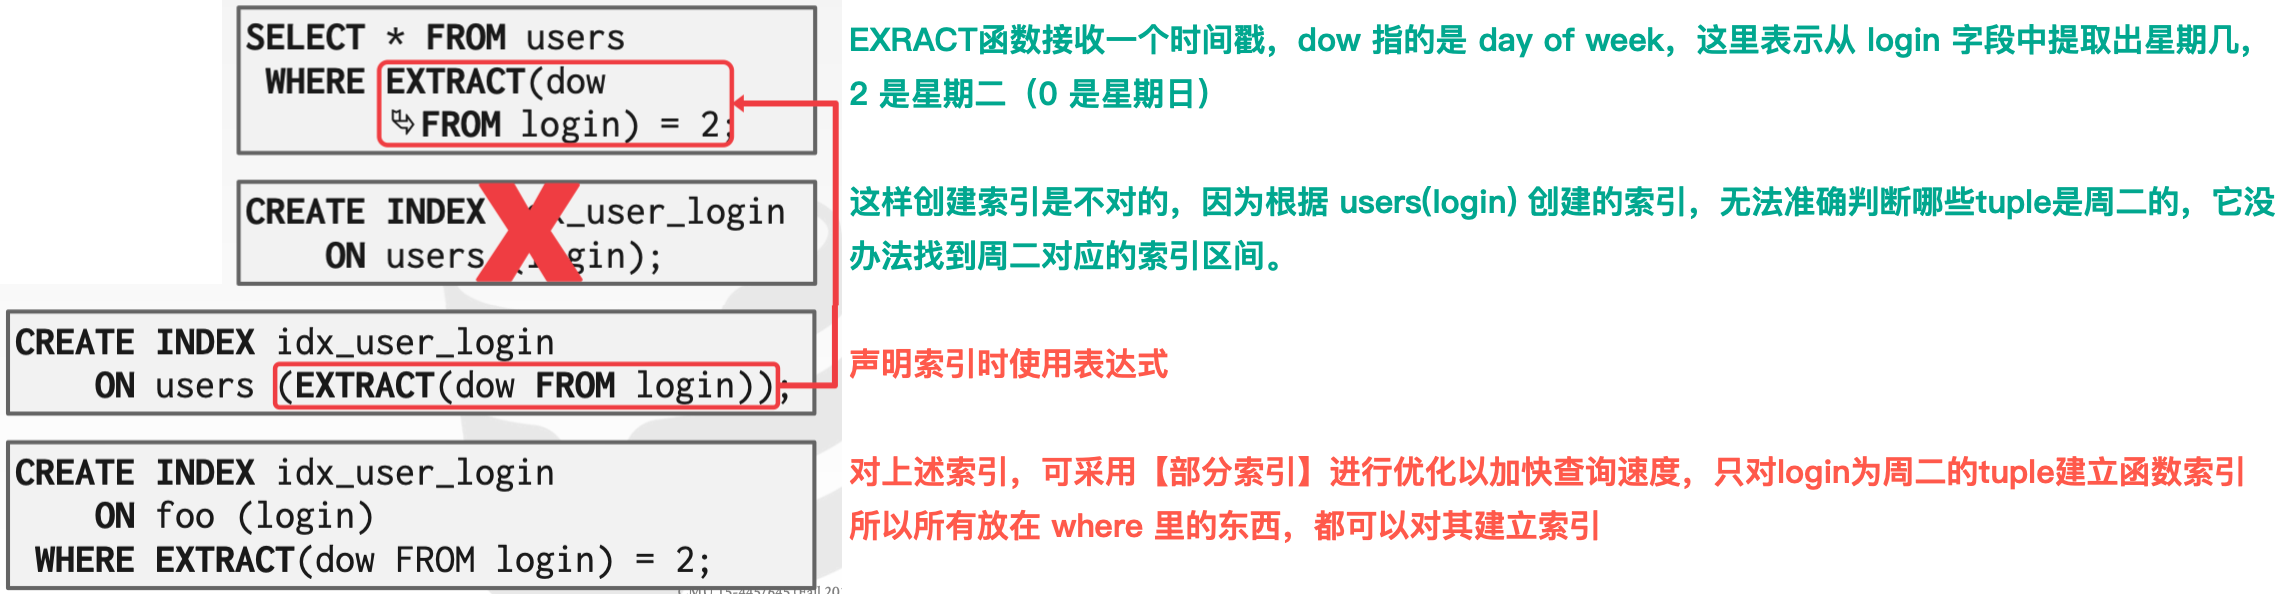 SELECT * FROM users
WHERE EXTRACT(dow
FROM login) = 2;
EXRACT函数接收一个时间戳，dow 指的是 day of week，这里表示从 login 字段中提取出星期几，
2 是星期二（0 是星期日）
CREATE INDEX _user_login
ON users gin);
这样创建索引是不对的，因为根据 users(login) 创建的索引，无法准确判断哪些tuple是周二的，它没
办法找到周二对应的索引区间。
CREATE INDEX idx_user_login
ON users (EXTRACT(dow FROM login));
声明索引时使用表达式
CREATE INDEX idx_user_login
ON foo (login)
WHERE EXTRACT(dow FROM login) = 2;
对上述索引，可采用【部分索引】进行优化以加快查询速度，只对login为周二的tuple建立函数索引
所以所有放在 where 里的东西，都可以对其建立索引